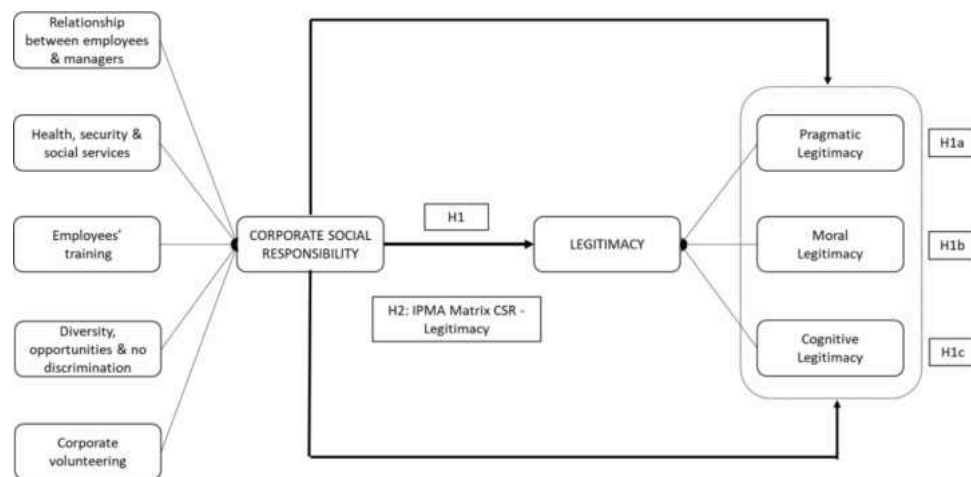 Relationship
between employees
& managers
Health, security &
social services
Employees'
training
Diversity,
opportunities & no
discrimination
Corporate
volunteering
CORPORATE SOCIAL
RESPONSIBILITY
H1
H2: IPMA Matrix CSR -
Legitimacy
LEGITIMACY
Pragmatic
Legitimacy
Moral
Legitimacy
Cognitive
Legitimacy
H1a
H1b
H1c